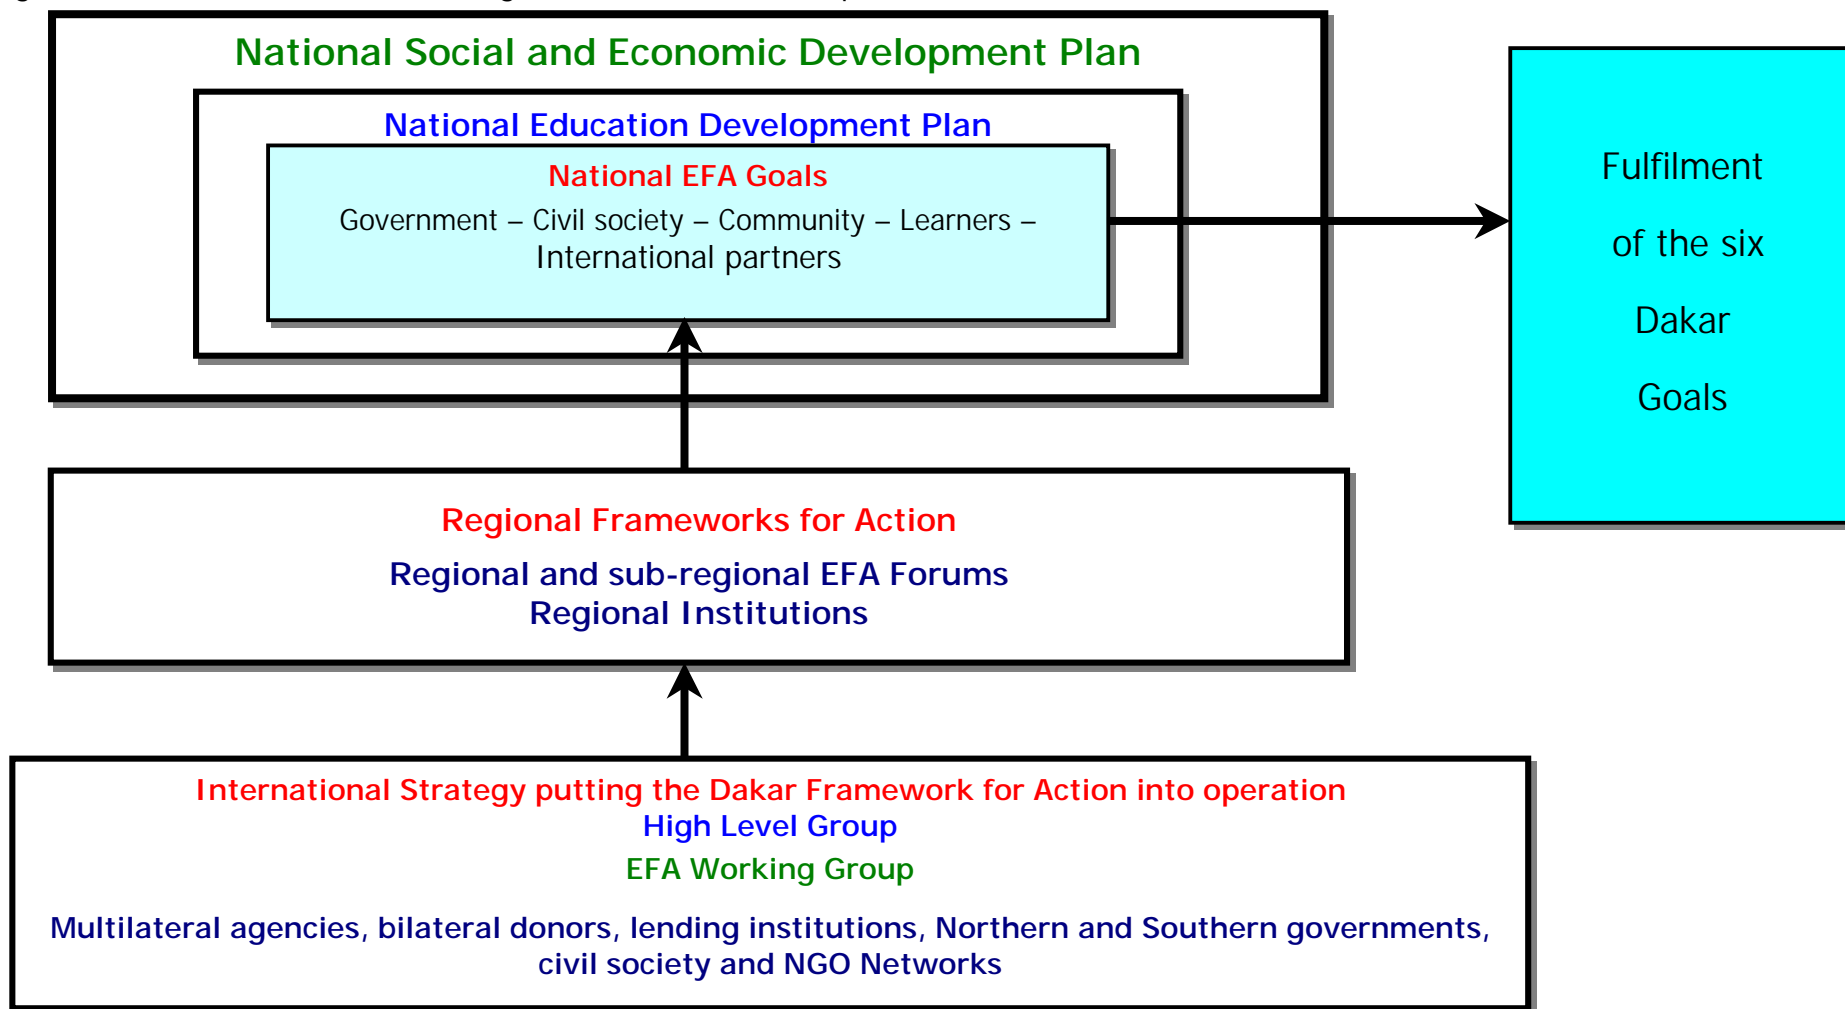 National Social and Economic Development Plan
National Education Development Plan
National EFA Goals
Government – Civil society – Community – Learners –
International partners
Fulfilment
of the six
Dakar
Goals
Regional Frameworks for Action
Regional and sub-regional EFA Forums
Regional Institutions
International Strategy putting the Dakar Framework for Action into operation
High Level Group
EFA Working Group
Multilateral agencies, bilateral donors, lending institutions, Northern and Southern governments,
civil society and NGO Networks